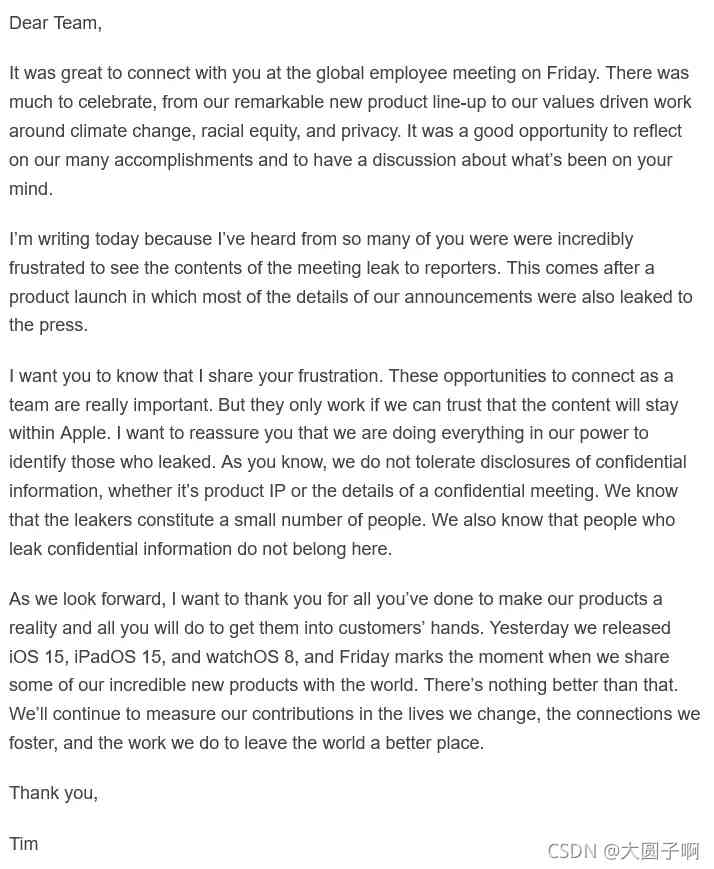 Dear Team,
It was great to connect with you at the global employee meeting on Friday. There was
much to celebrate, from our remarkable new product line-up to our values driven work
around climate change, racial equity, and privacy. It was a good opportunity to reflect
on our many accomplishments and to have a discussion about what’s been on your
mind.
I’m writing today because I’ve heard from so many of you were were incredibly
frustrated to see the contents of the meeting leak to reporters. This comes after a
product launch in which most of the details of our announcements were also leaked to
the press.
I want you to know that I share your frustration. These opportunities to connect as a
team are really important. But they only work if we can trust that the content will stay
within Apple. I want to reassure you that we are doing everything in our power to
identify those who leaked. As you know, we do not tolerate disclosures of confidential
information, whether it’s product IP or the details of a confidential meeting. We know
that the leakers constitute a small number of people. We also know that people who
leak confidential information do not belong here.
As we look forward, I want to thank you for all you’ve done to make our products a
reality and all you will do to get them into customers’ hands. Yesterday we released
iOS 15, iPadOS 15, and watchOS 8, and Friday marks the moment when we share
some of our incredible new products with the world. There’s nothing better than that.
We’ll continue to measure our contributions in the lives we change, the connections we
foster, and the work we do to leave the world a better place.
Thank you,
Tim
CSDN @大圆子啊